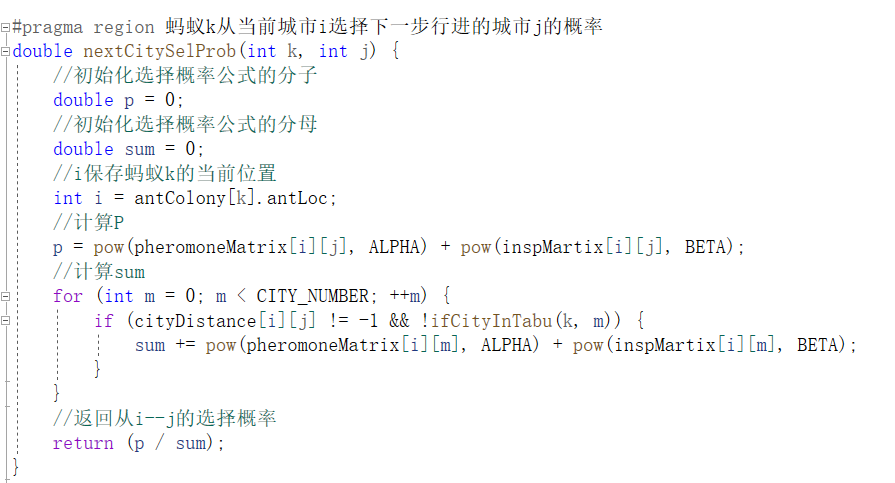 #pragma region 蚂蚁k从当前城市i选择下一步行进的城市j的概率
double nextCitySelProb(int k, int j) {
//初始化选择概率公式的分子
double p = 0;
//初始化选择概率公式的分母
double sum = 0;
//i保存蚂蚁k的当前位置
int i = antColony[k].antLoc;
//计算P
p = pow(pheromoneMatrix[i][j], ALPHA) + pow(inspMartix[i][j], BETA);
//计算sum
for (int m = 0; m < CITY_NUMBER; ++m) {
if (cityDistance[i][j] != -1 && !ifCityInTabu(k, m)) {
sum += pow(pheromoneMatrix[i][m], ALPHA) + pow(inspMartix[i][m], BETA);
}
}
//返回从i--j的选择概率
return (p / sum);
}